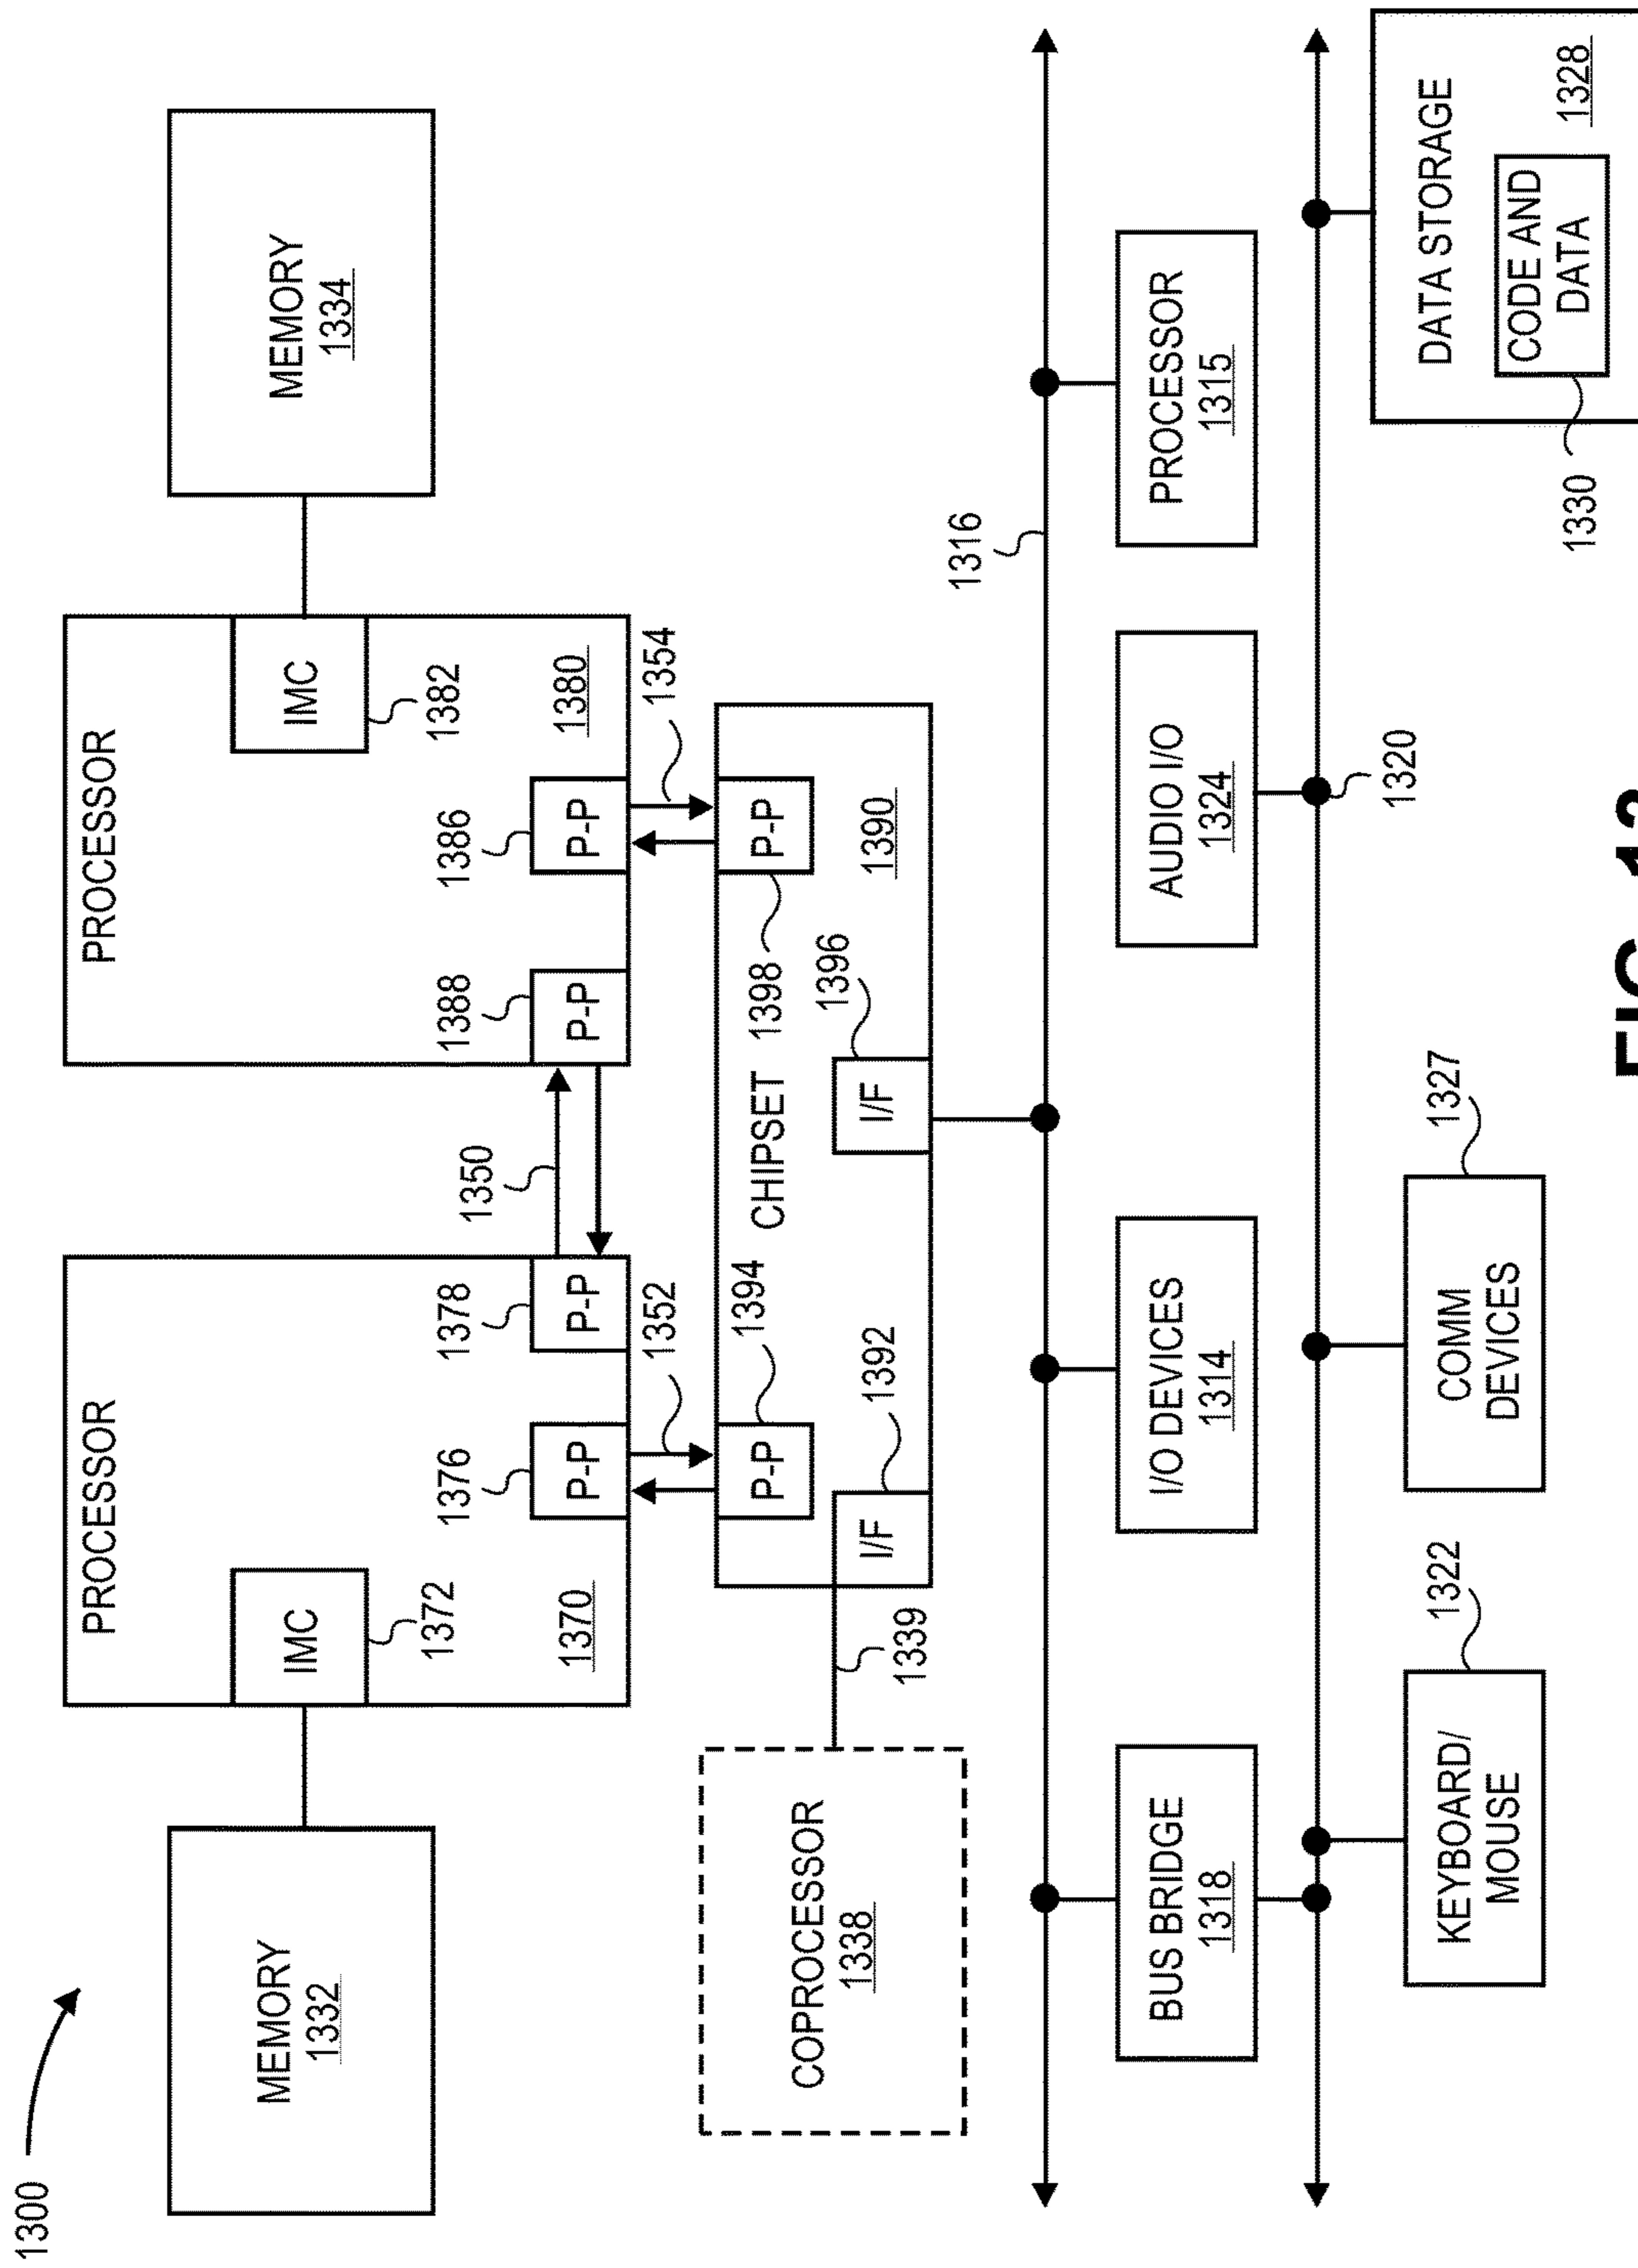 1300
PROCESSOR
PROCESSOR
MEMORY
1332
IMC
1372
1370
1376
P-P
1378
P-P
1350
1388
P-P
1386
P-P
IMC
1382
1380
MEMORY
1334
1352
1354
COPROCESSOR
1338
1339
P-P
1394
CHIPSET
1398
P-P
I/F
1392
I/F
1396
1390
1316
BUS BRIDGE
1318
I/O DEVICES
1314
AUDIO I/O
1324
PROCESSOR
1315
1320
KEYBOARD/
MOUSE
1322
COMM
DEVICES
1327
DATA STORAGE
CODE AND
DATA
1328
1330
FIG.